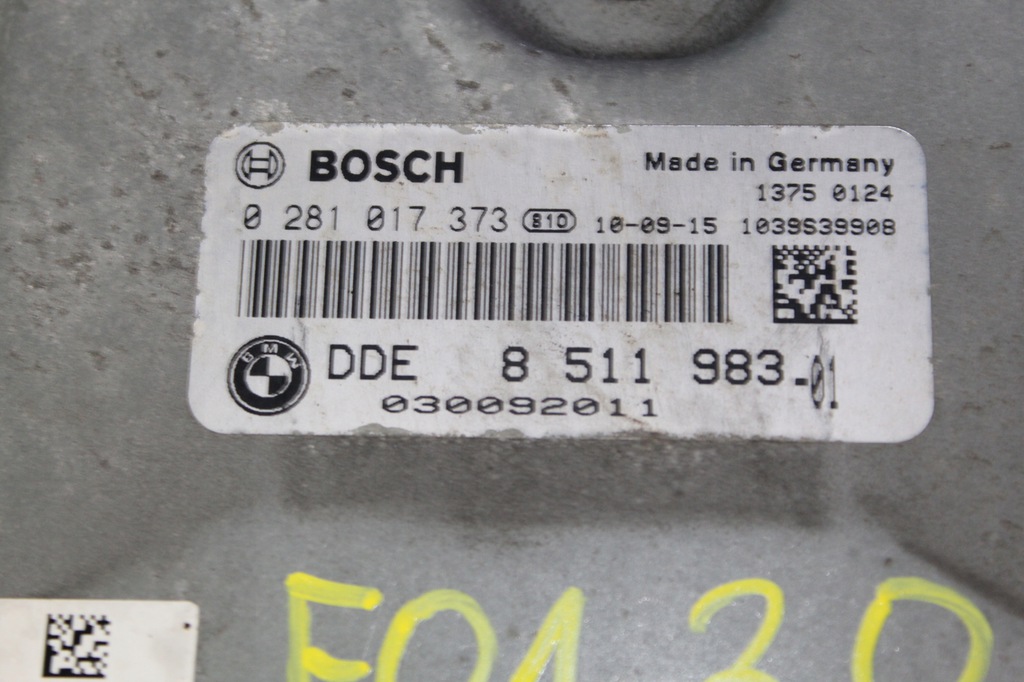 BOSCH Made in Germany
1375 0124
0 281 017 373 810 10-09-15 1039S39908
BMW DDE 8 511 983-01
030092011
F01 3.0